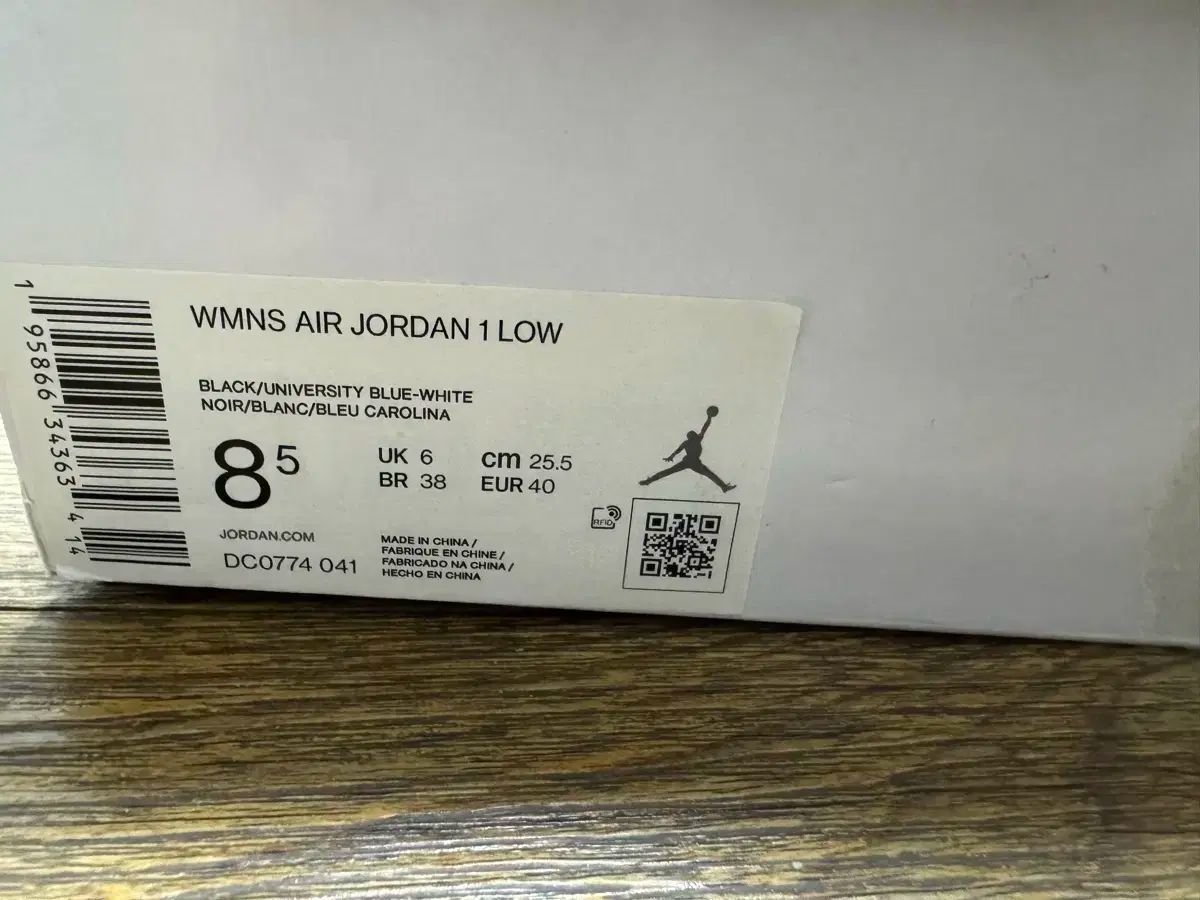 WMNS AIR JORDAN 1 LOW
BLACK/UNIVERSITY BLUE-WHITE
NOIR/BLANC/BLEU CAROLINA
8 5
UK 6
cm 25.5
BR 38
EUR 40
JORDAN.COM
DC0774 041
MADE IN CHINA /
FABRIQUE EN CHINE /
FABRICADO NA CHINA /
HECHO EN CHINA
RFID
1 95866 34363 4 14